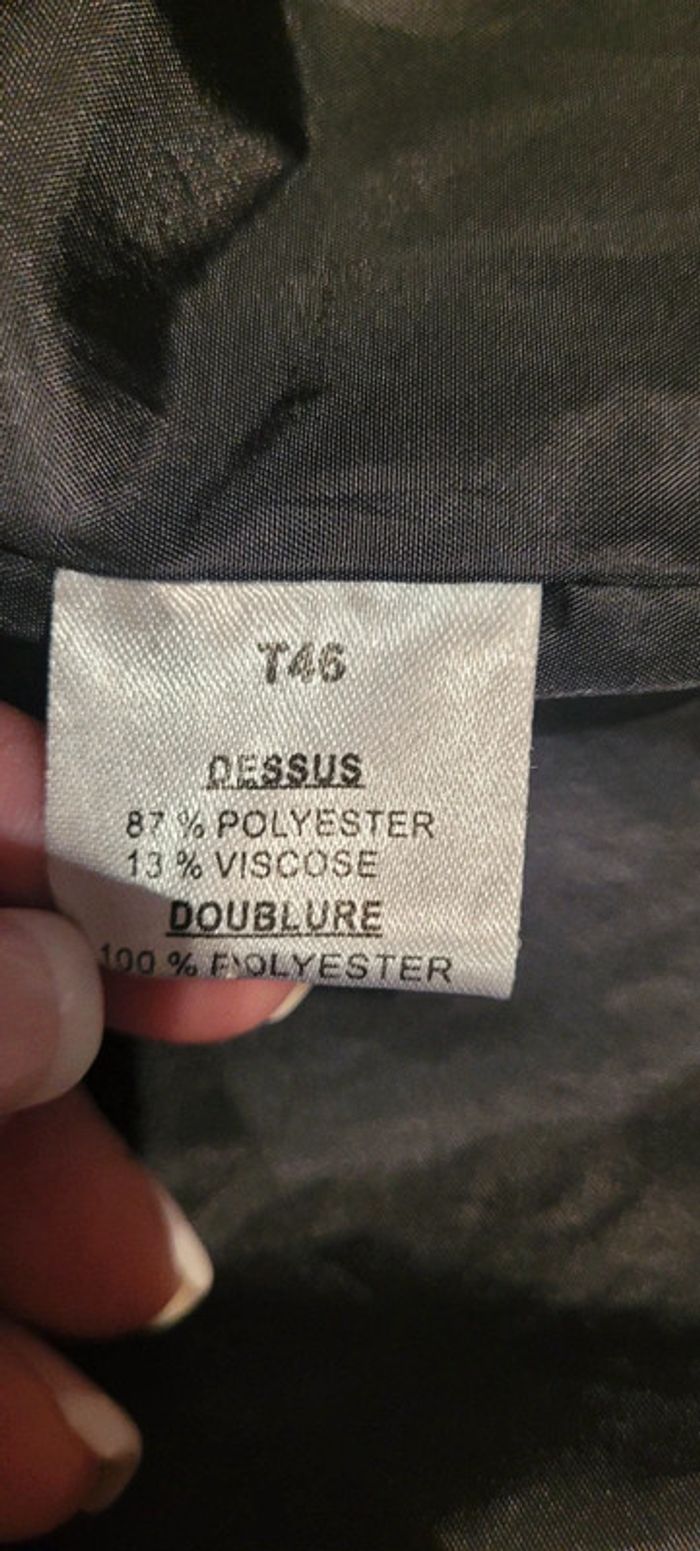 T46
DESSUS
87 % POLYESTER
13 % VISCOSE
DOUBLURE
100 % POLYESTER